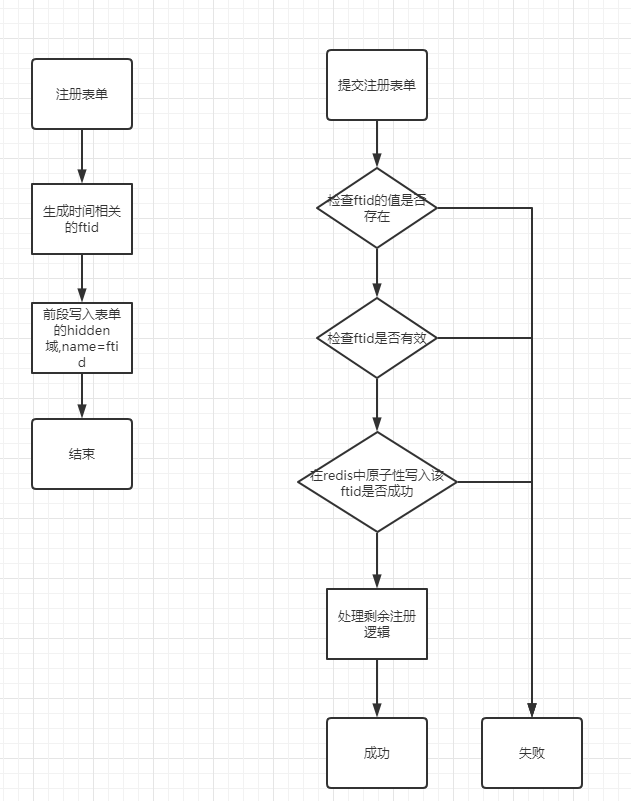 注册表单
生成时间相关
的ftid
前段写入表单
的hidden
域,name=fti
d
结束
提交注册表单
检查ftid的值是否
存在
检查ftid是否有效
在redis中原子性写入该
ftid是否成功
处理剩余注册
逻辑
成功
失败